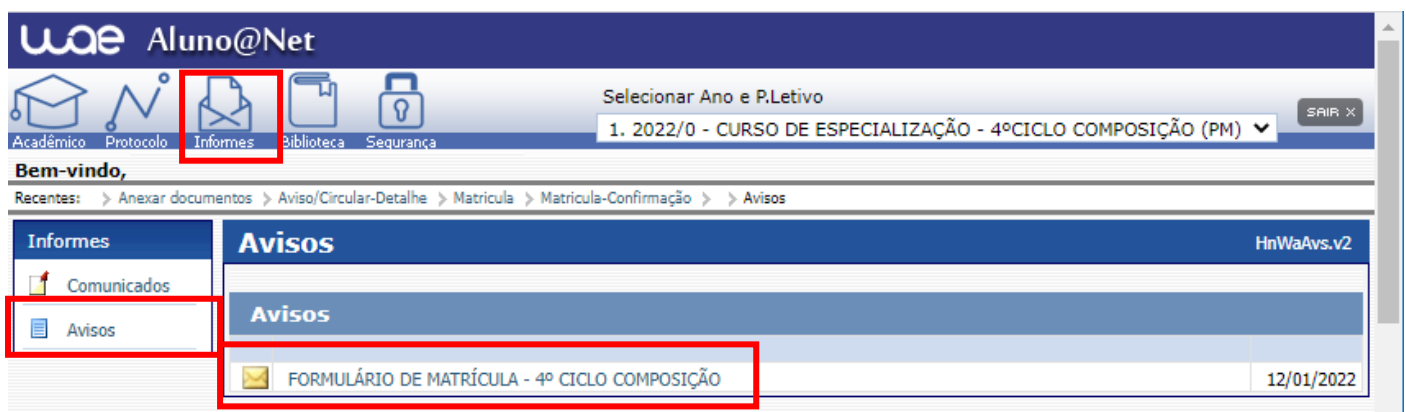 wae Aluno@Net
Selecionar Ano e P.Letivo
1. 2022/0 - CURSO DE ESPECIALIZAÇÃO - 4ºCICLO COMPOSIÇÃO (PM)
SAIR X
Acadêmico Protocolo Informes Biblioteca Segurança
Bem-vindo,
Recentes: > Anexar documentos > Aviso/Circular-Detalhe > Matricula > Matricula-Confirmação > > Avisos
Informes
Comunicados
Avisos
Avisos HnWaAvs.v2
Avisos
FORMULÁRIO DE MATRÍCULA - 4º CICLO COMPOSIÇÃO 12/01/2022